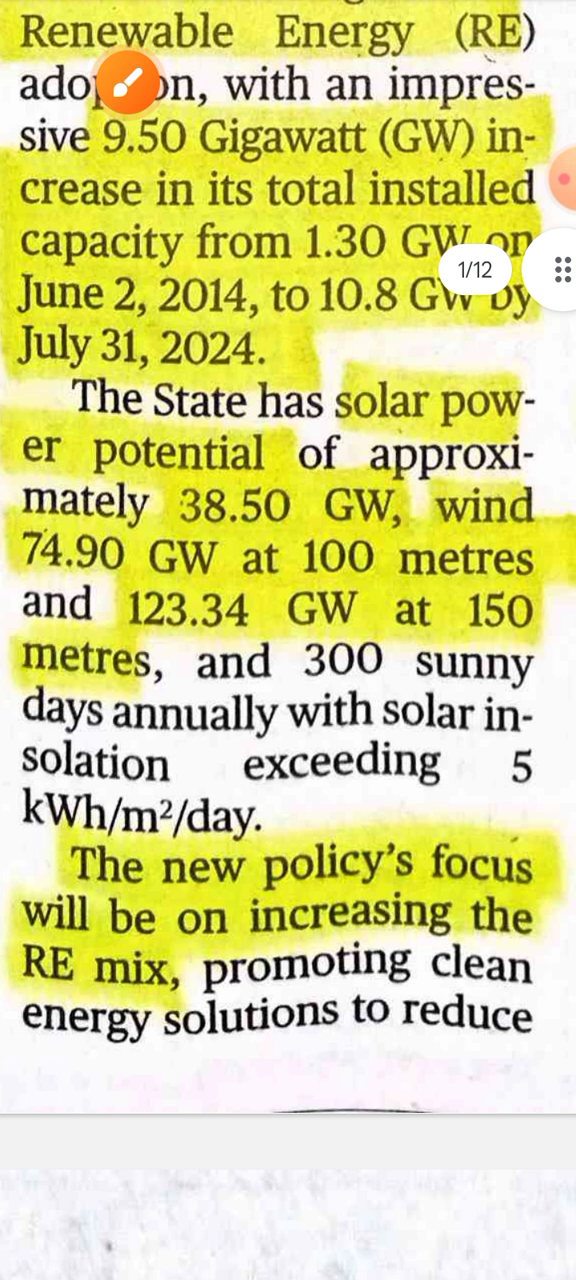 Renewable Energy (RE)
adoption, with an impres-
sive 9.50 Gigawatt (GW) in-
crease in its total installed
capacity from 1.30 GW on
1/12
June 2, 2014, to 10.8 GW by
July 31, 2024.
The State has solar pow-
er potential of approxi-
mately 38.50 GW, wind
74.90 GW at 100 metres
and 123.34 GW at 150
metres, and 300 sunny
days annually with solar in-
solation exceeding 5
kWh/m²/day.
The new policy's focus
will be on increasing the
RE mix, promoting clean
energy solutions to reduce